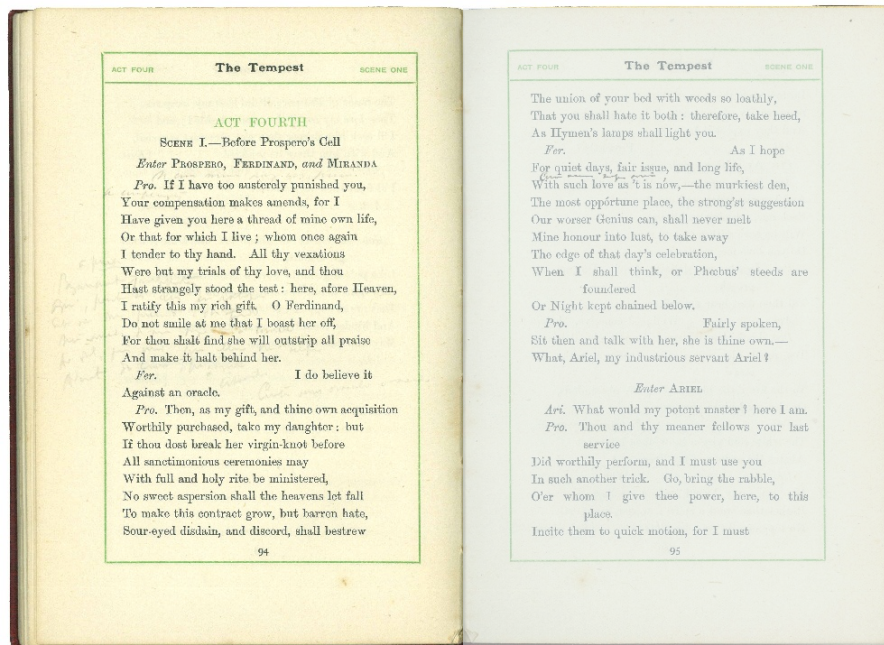 ACT FOUR The Tempest SCENE ONE
ACT FOURTH
SCENE I.—Before Prospero's Cell
Enter PROSPERO, FERDINAND, and MIRANDA
Pro. If I have too austerely punished you,
Your compensation makes amends, for I
Have given you here a thread of mine own life,
Or that for which I live; whom once again
I tender to thy hand. All thy vexations
Were but my trials of thy love, and thou
Hast strangely stood the test: here, afore Heaven,
I ratify this my rich gift. O Ferdinand,
Do not smile at me that I boast her off,
For thou shalt find she will outstrip all praise
And make it halt behind her.
Fer. I do believe it
Against an oracle.
Pro. Then, as my gift, and thine own acquisition
Worthily purchased, take my daughter: but
If thou dost break her virgin-knot before
All sanctimonious ceremonies may
With full and holy rite be ministered,
No sweet aspersion shall the heavens let fall
To make this contract grow, but barren hate,
Sour-eyed disdain, and discord, shall bestrew
94
ACT FOUR The Tempest SCENE ONE
The union of your bed with weeds so loathly,
That you shall hate it both: therefore, take heed,
As Hymen's lamps shall light you.
Fer. As I hope
For quiet days, fair issue, and long life,
With such love as 't is now,—the murkiest den,
The most oppórtune place, the strong'st suggestion
Our worser Genius can, shall never melt
Mine honour into lust, to take away
The edge of that day's celebration,
When I shall think, or Phœbus' steeds are
foundered
Or Night kept chained below.
Pro. Fairly spoken,
Sit then and talk with her, she is thine own.—
What, Ariel, my industrious servant Ariel?
Enter ARIEL
Ari. What would my potent master? here I am.
Pro. Thou and thy meaner fellows your last
service
Did worthily perform, and I must use you
In such another trick. Go, bring the rabble,
O'er whom I give thee power, here, to this
place.
Incite them to quick motion, for I must
95